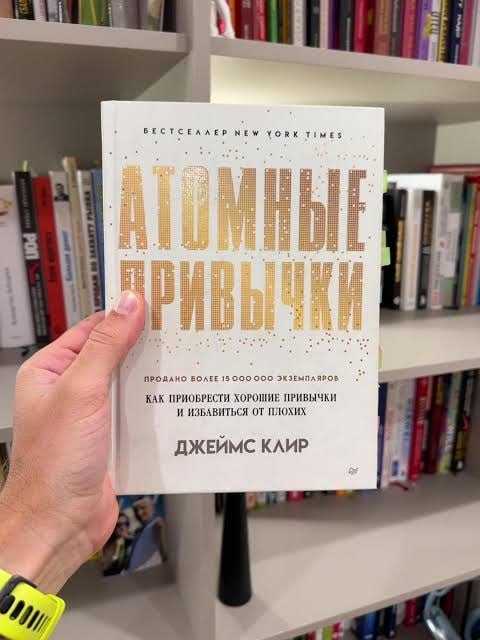 БЕСТСЕЛЛЕР NEW YORK TIMES
АТОМНЫЕ
ПРИВЫЧКИ
ПРОДАНО БОЛЕЕ 15 000 000 ЭКЗЕМПЛЯРОВ
КАК ПРИОБРЕСТИ ХОРОШИЕ ПРИВЫЧКИ
И ИЗБАВИТЬСЯ ОТ ПЛОХИХ
ДЖЕЙМС КЛИР